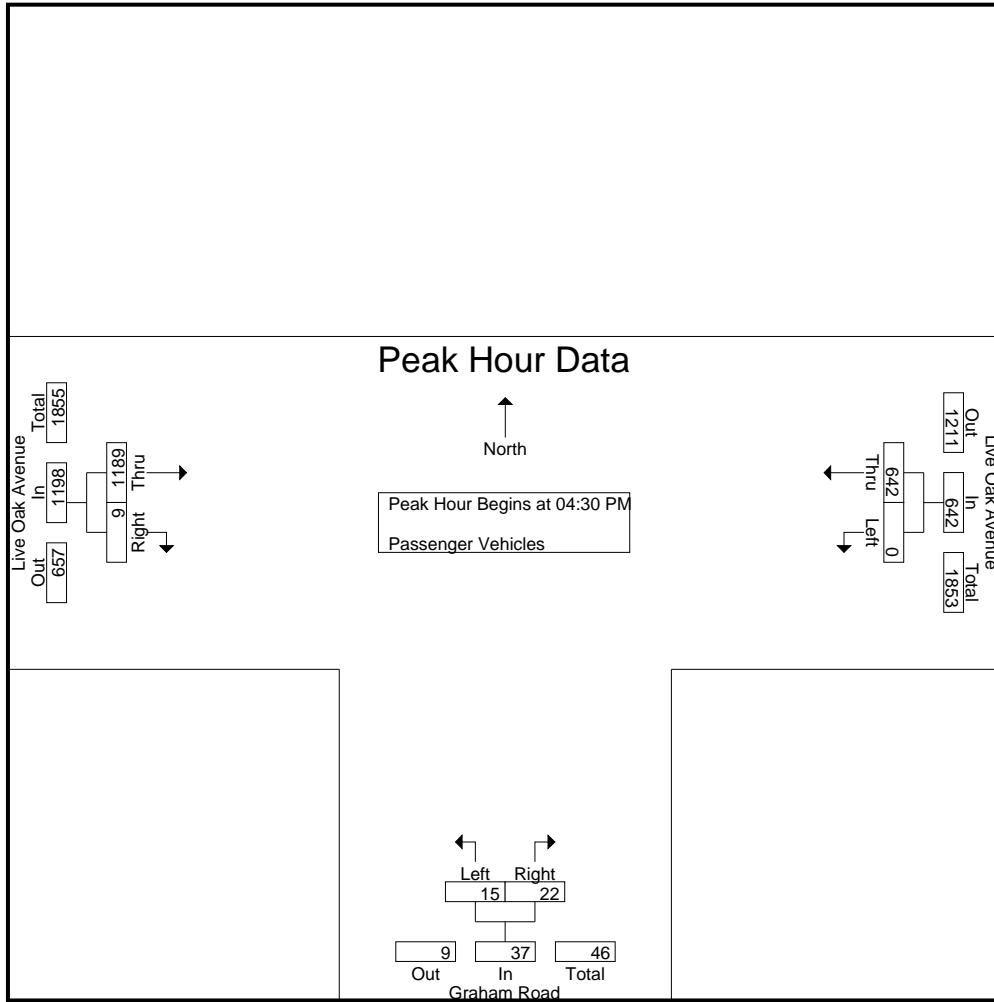 Peak Hour Data
North
Peak Hour Begins at 04:30 PM
Passenger Vehicles
Live Oak Avenue
Total
1855
In
1198
Out
657
1189
Thru
9
Right
Live Oak Avenue
Out
1211
In
642
Total
1853
642
Thru
0
Left
Left Right
15 22
9 37 46
Out In Total
Graham Road